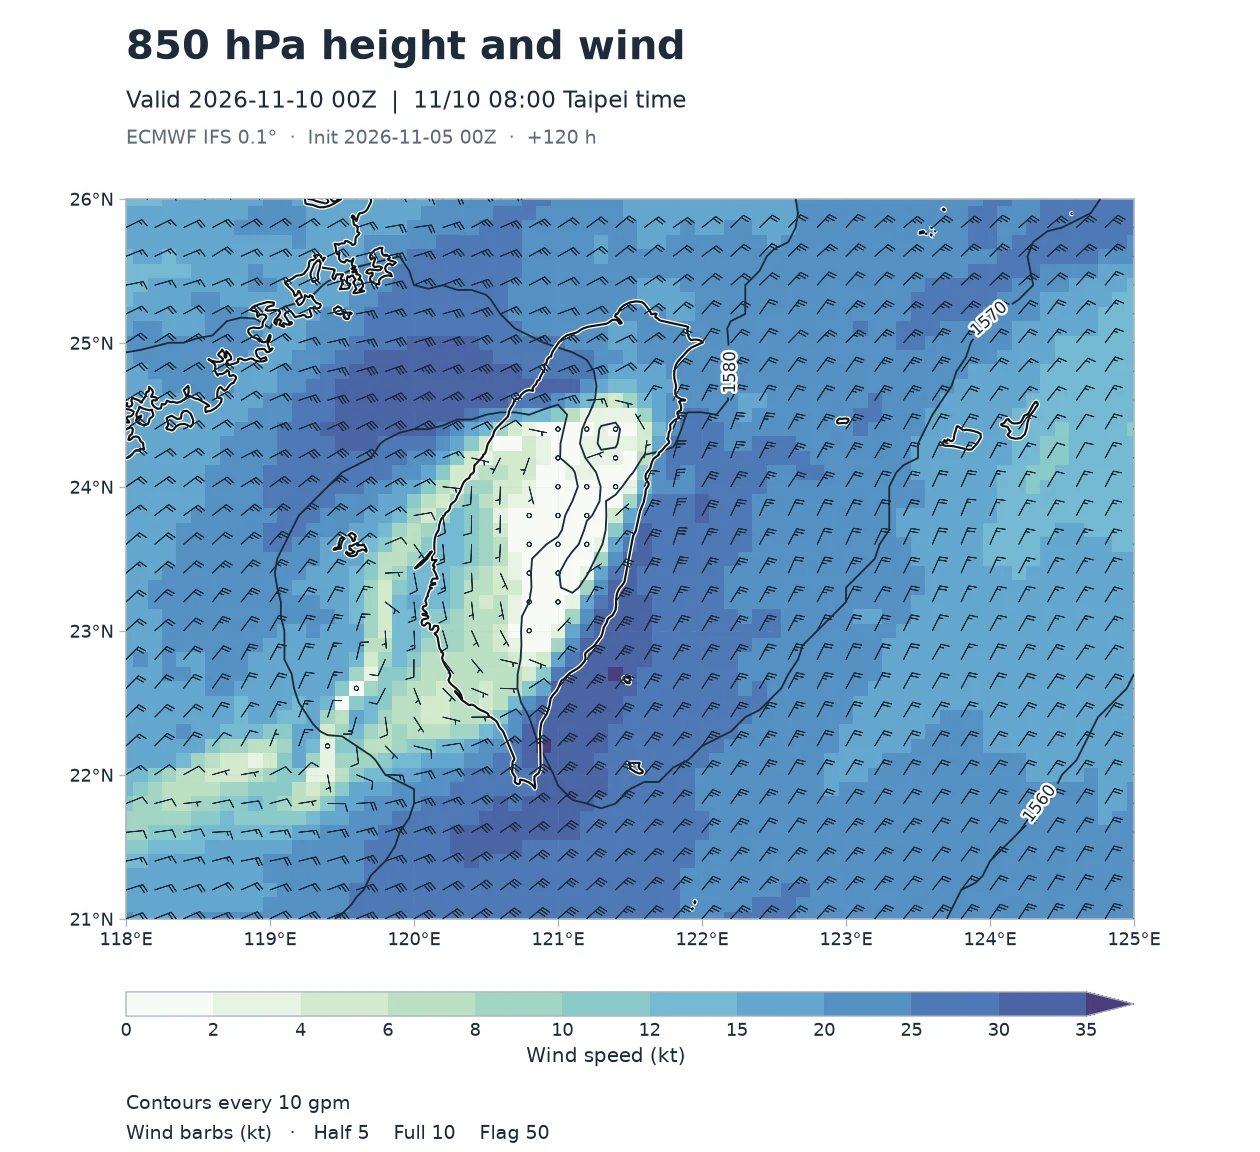 850 hPa height and wind
Valid 2026-11-10 00Z | 11/10 08:00 Taipei time
ECMWF IFS 0.1° · Init 2026-11-05 00Z · +120 h
26°N
25°N
24°N
23°N
22°N
21°N
1570
1580
1560
118°E 119°E 120°E 121°E 122°E 123°E 124°E 125°E
0 2 4 6 8 10 12 15 20 25 30 35
Wind speed (kt)
Contours every 10 gpm
Wind barbs (kt) · Half 5 Full 10 Flag 50